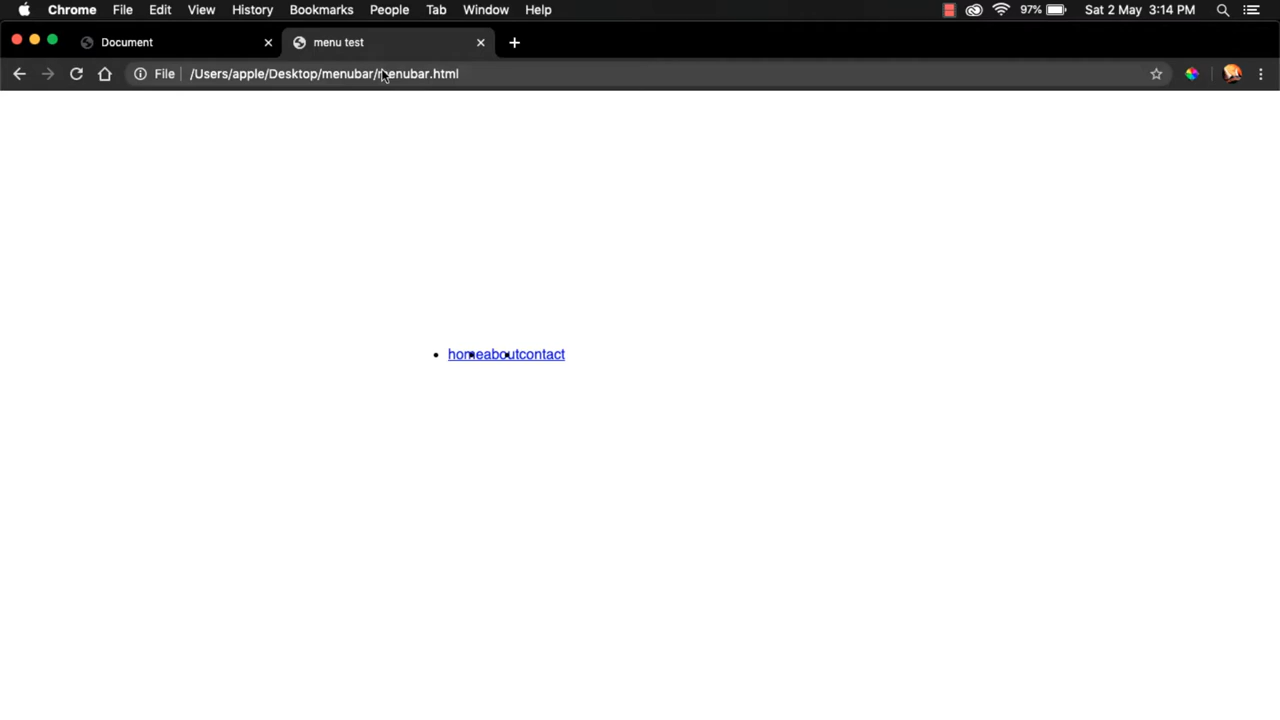 Chrome File Edit View History Bookmarks People Tab Window Help 97% Sat 2 May 3:14 PM
Document menu test
File /Users/apple/Desktop/menubar/menubar.html
homeaboutcontact